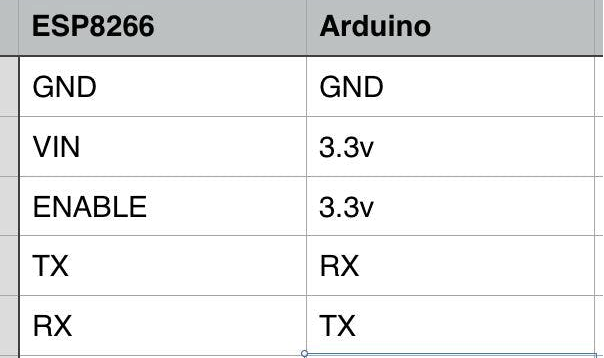 ESP8266 Arduino
GND GND
VIN 3.3v
ENABLE 3.3v
TX RX
RX TX